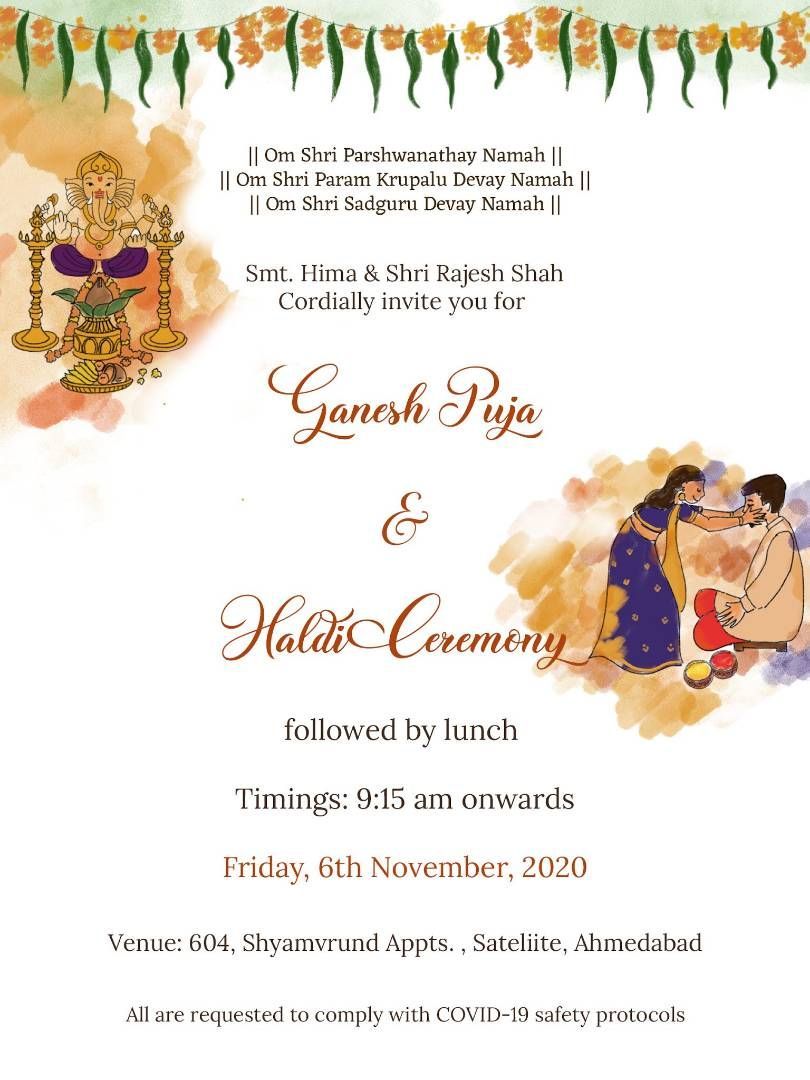 || Om Shri Parshwanathay Namah ||
|| Om Shri Param Krupalu Devay Namah ||
|| Om Shri Sadguru Devay Namah ||
Smt. Hima & Shri Rajesh Shah
Cordially invite you for
Ganesh Puja
&
Haldi Ceremony
followed by lunch
Timings: 9:15 am onwards
Friday, 6th November, 2020
Venue: 604, Shyamvrund Appts. , Sateliite, Ahmedabad
All are requested to comply with COVID-19 safety protocols